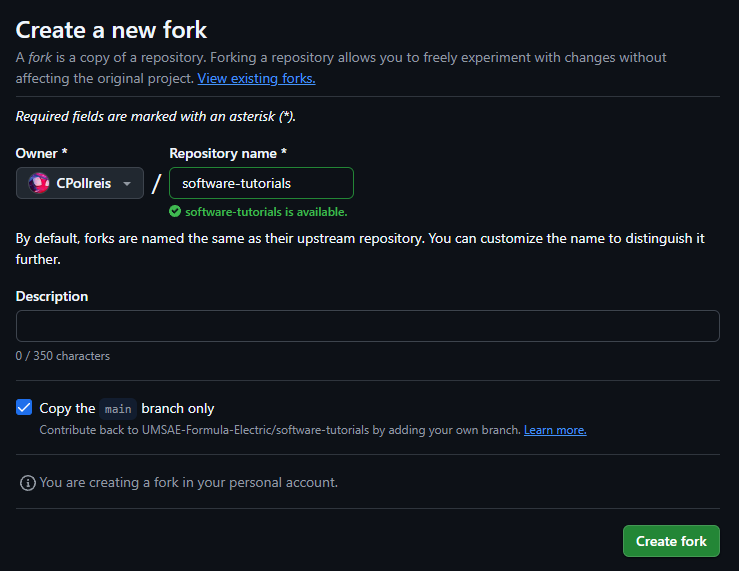 Create a new fork
A fork is a copy of a repository. Forking a repository allows you to freely experiment with changes without
affecting the original project. View existing forks.
Required fields are marked with an asterisk (*).
Owner * Repository name *
CPollreis / software-tutorials
software-tutorials is available.
By default, forks are named the same as their upstream repository. You can customize the name to distinguish it
further.
Description
0 / 350 characters
Copy the main branch only
Contribute back to UMSAE-Formula-Electric/software-tutorials by adding your own branch. Learn more.
You are creating a fork in your personal account.
Create fork